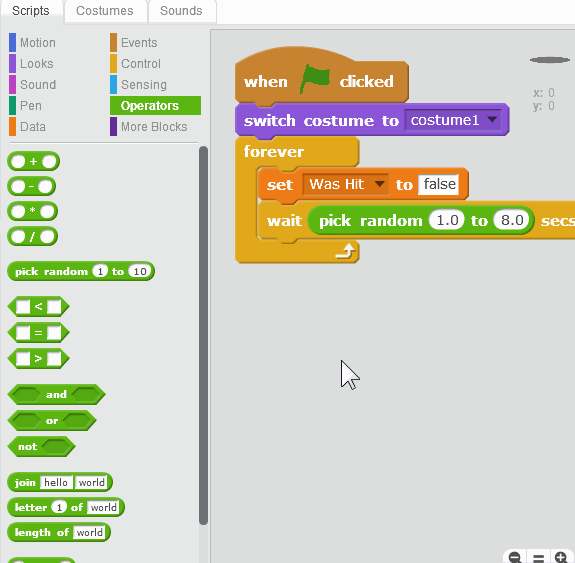 Scripts
Costumes
Sounds
Motion
Events
Looks
Control
Sound
Sensing
Pen
Operators
Data
More Blocks
+
-
*
/
pick random 1 to 10
<
=
>
and
or
not
join hello world
letter 1 of world
length of world
when clicked
switch costume to costume1
forever
set Was Hit to false
wait pick random 1.0 to 8.0 secs
x: 0
y: 0